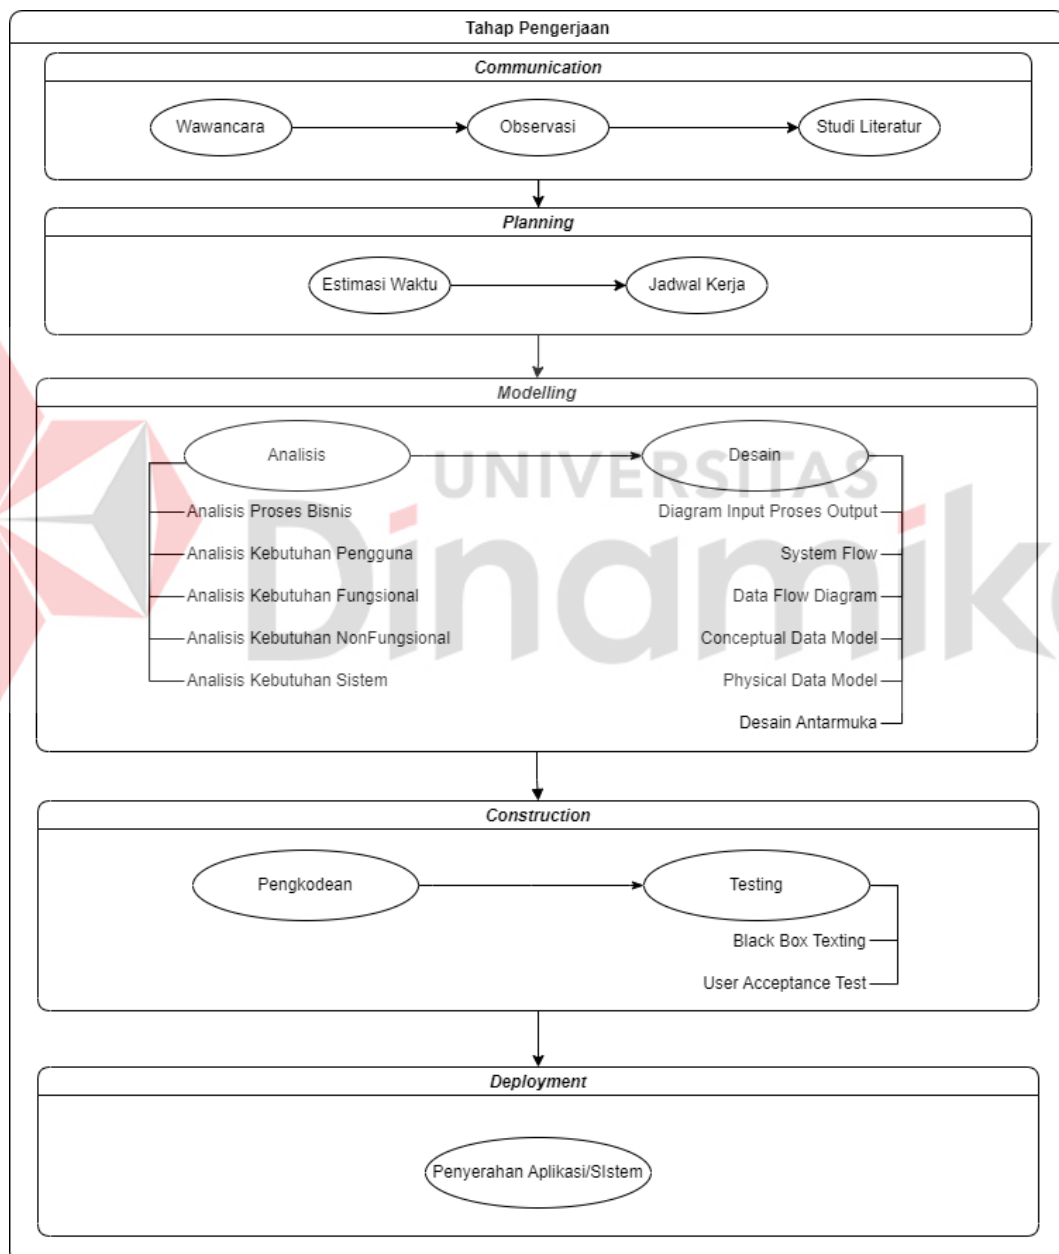 Tahap Pengerjaan
Communication
Wawancara
Observasi
Studi Literatur
Planning
Estimasi Waktu
Jadwal Kerja
Modelling
Analisis
Analisis Proses Bisnis
Analisis Kebutuhan Pengguna
Analisis Kebutuhan Fungsional
Analisis Kebutuhan NonFungsional
Analisis Kebutuhan Sistem
Desain
Diagram Input Proses Output
System Flow
Data Flow Diagram
Conceptual Data Model
Physical Data Model
Desain Antarmuka
UNIVERSITAS
Dinamika
Construction
Pengkodean
Testing
Black Box Texting
User Acceptance Test
Deployment
Penyerahan Aplikasi/SIstem